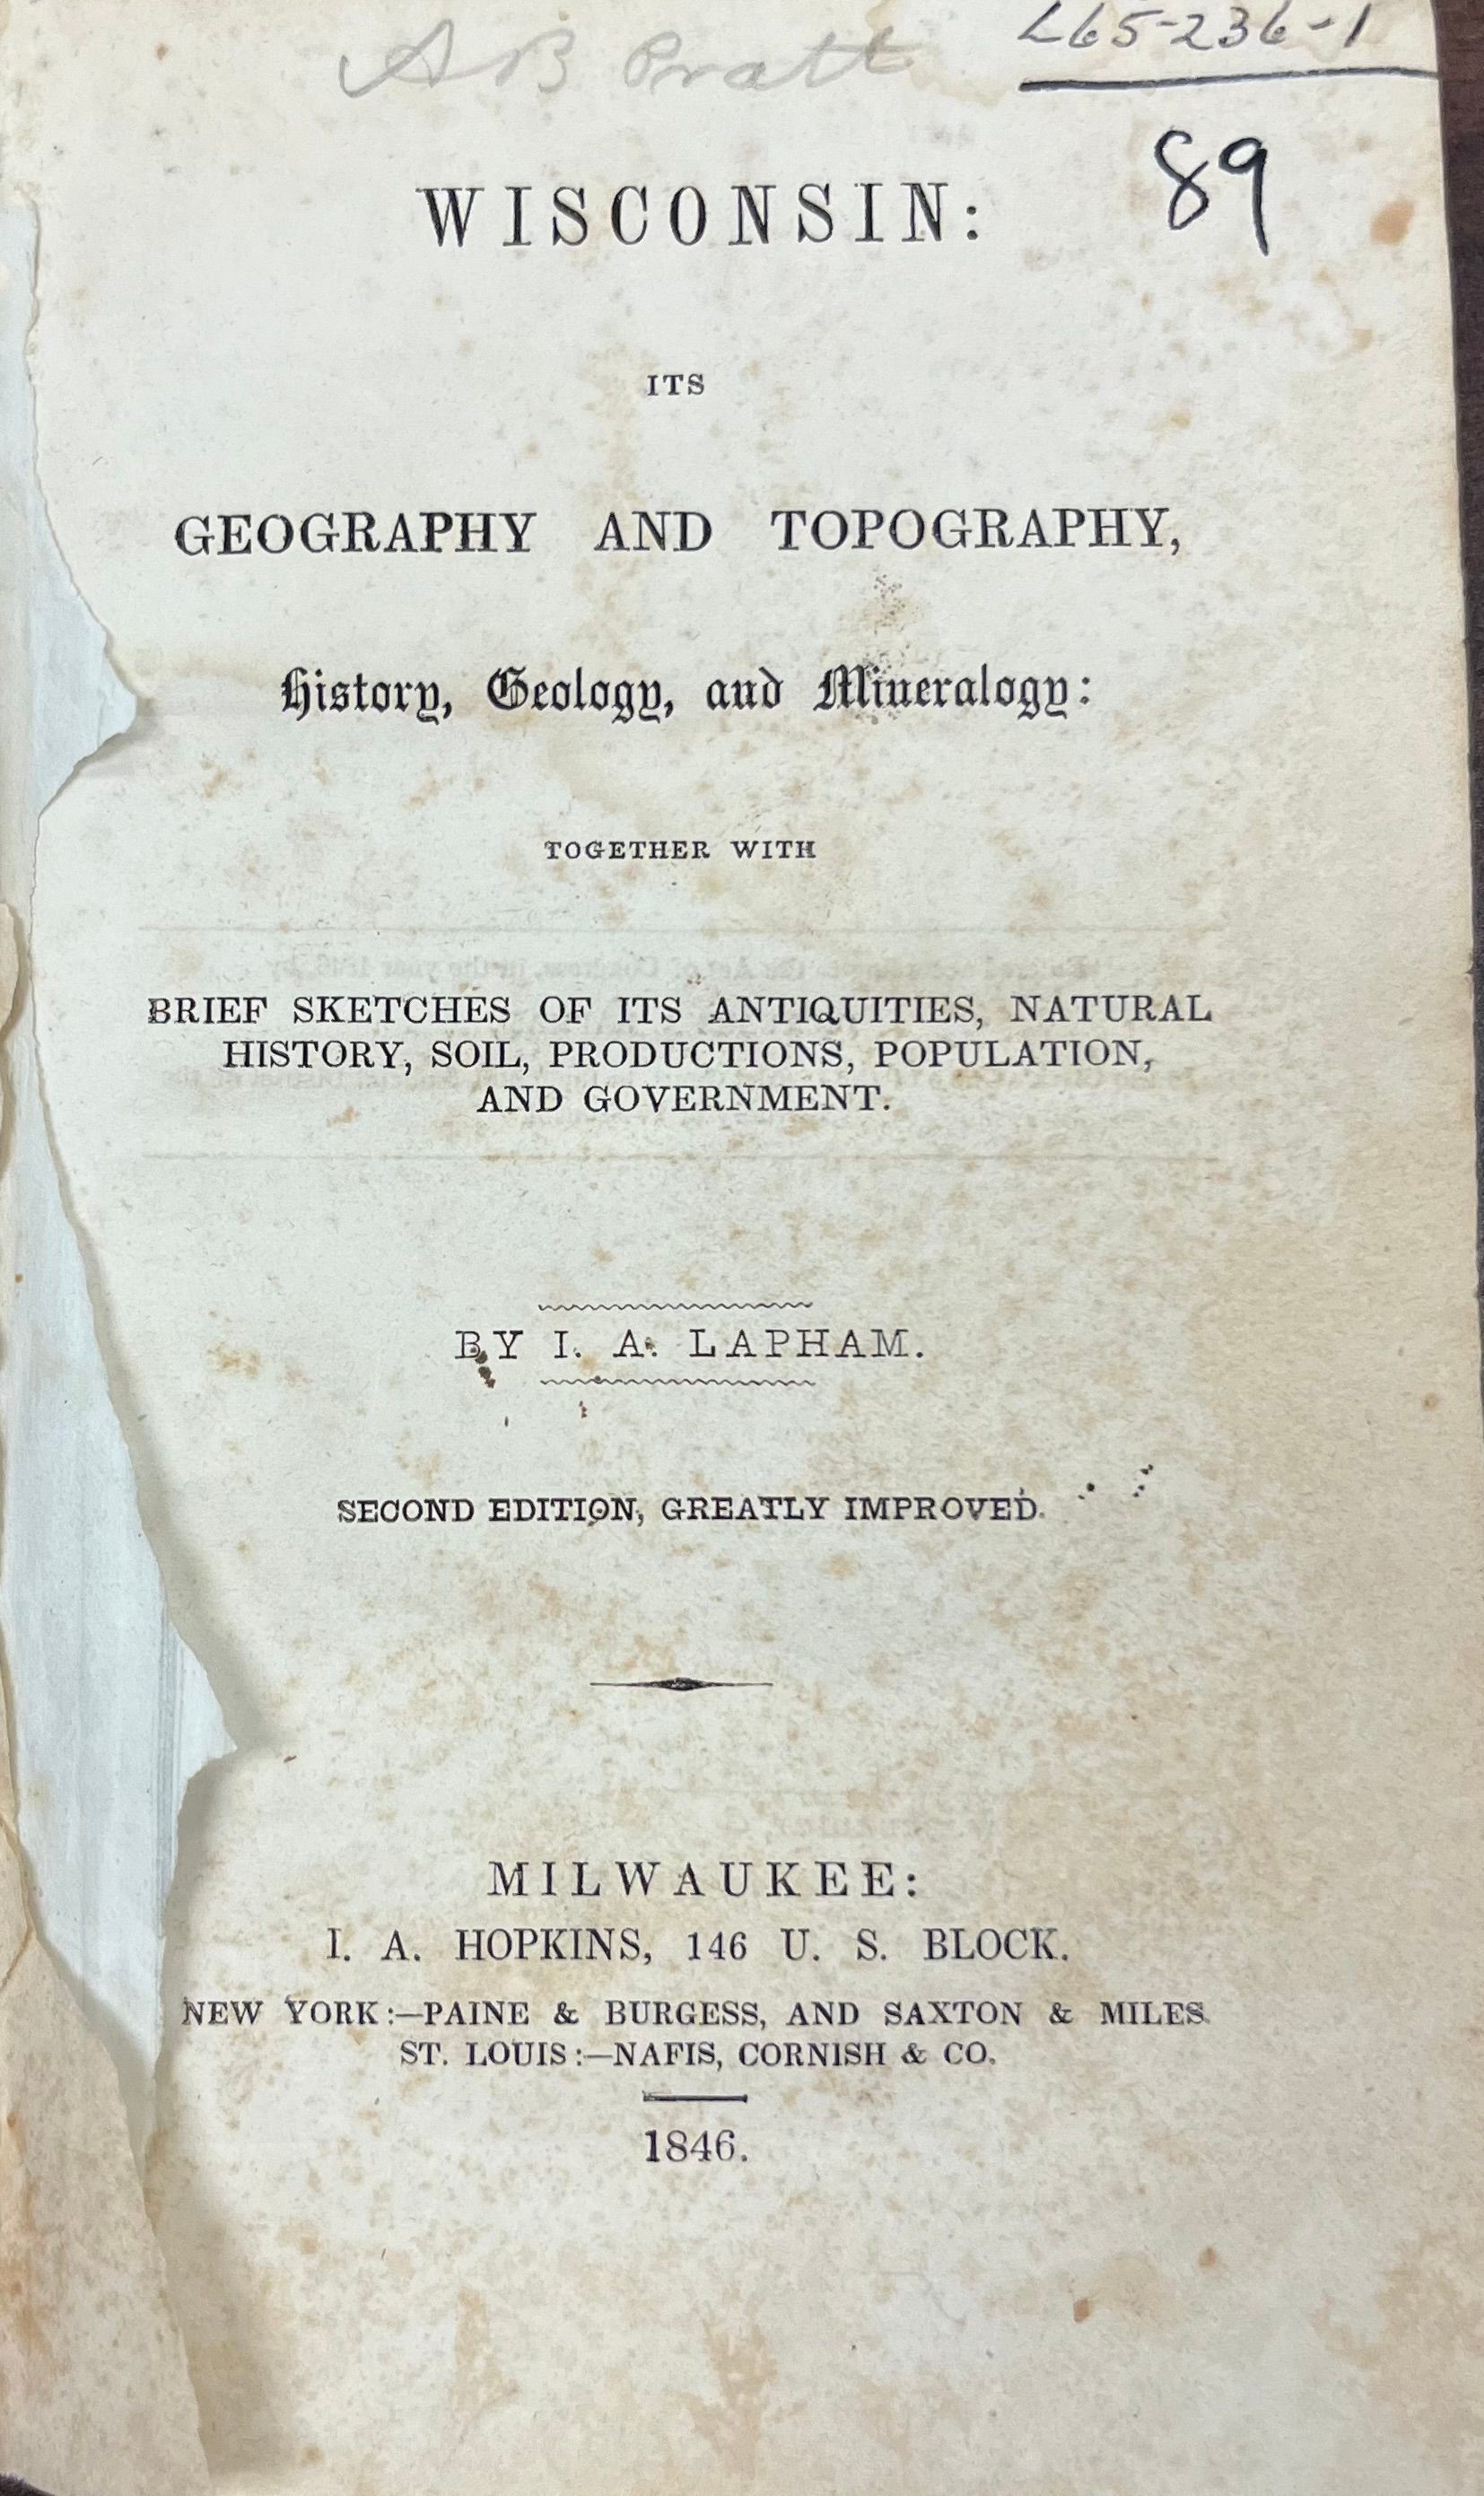 A B Pratt
L65-236-1
89
WISCONSIN:
ITS
GEOGRAPHY AND TOPOGRAPHY,
History, Geology, and Mineralogy:
TOGETHER WITH
BRIEF SKETCHES OF ITS ANTIQUITIES, NATURAL
HISTORY, SOIL, PRODUCTIONS, POPULATION,
AND GOVERNMENT.
BY I. A. LAPHAM.
SECOND EDITION, GREATLY IMPROVED.
MILWAUKEE:
I. A. HOPKINS, 146 U. S. BLOCK.
NEW YORK:—PAINE & BURGESS, AND SAXTON & MILES.
ST. LOUIS:—NAFIS, CORNISH & CO.
1846.